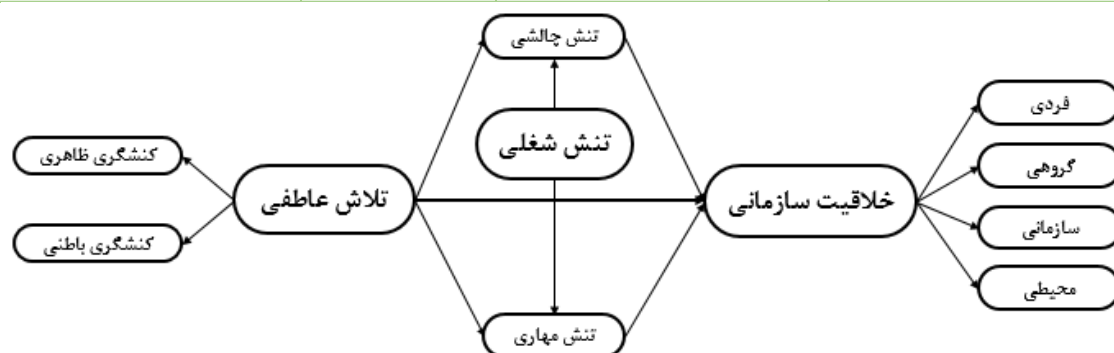 تنش چالشی
فردی
تنش شغلی
کنشگری ظاهری
گروهی
تلاش عاطفی
خلاقیت سازمانی
کنشگری باطنی
سازمانی
محیطی
تنش مهاری